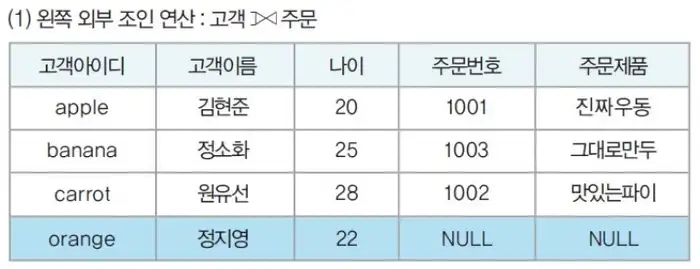 (1) 왼쪽 외부 조인 연산 : 고객 ⟕ 주문
고객아이디 고객이름 나이 주문번호 주문제품
apple 김현준 20 1001 진짜우동
banana 정소화 25 1003 그대로만두
carrot 원유선 28 1002 맛있는파이
orange 정지영 22 NULL NULL